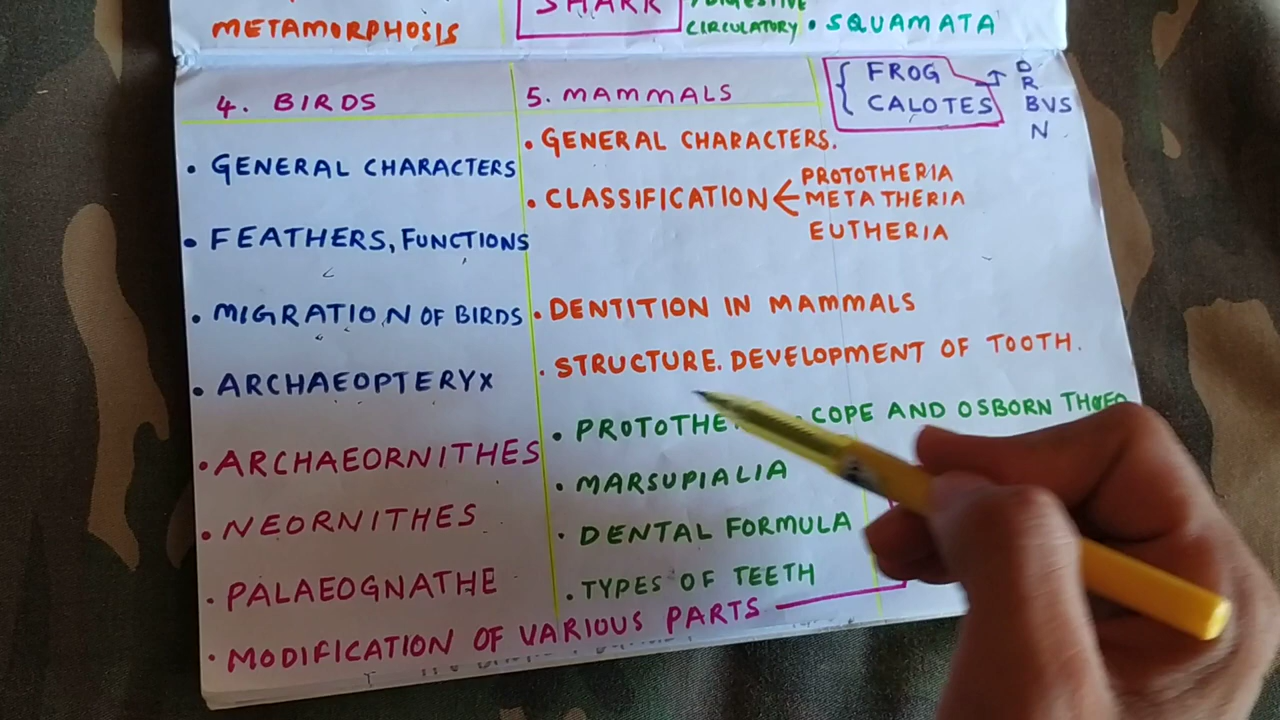 METAMORPHOSIS
SHARK
CIRCULATORY
• SQUAMATA
4. BIRDS
• GENERAL CHARACTERS
• FEATHERS, FUNCTIONS
• MIGRATION OF BIRDS
• ARCHAEOPTERYX
• ARCHAEORNITHES
• NEORNITHES
• PALAEOGNATHE
• MODIFICATION OF VARIOUS PARTS
5. MAMMALS
• GENERAL CHARACTERS.
• CLASSIFICATION < PROTOTHERIA
METATHERIA
EUTHERIA
• DENTITION IN MAMMALS
• STRUCTURE. DEVELOPMENT OF TOOTH.
• COPE AND OSBORN
• MARSUPIALIA
• DENTAL FORMULA
• TYPES OF TEETH
{ FROG
CALOTES
D
R
BVS
N